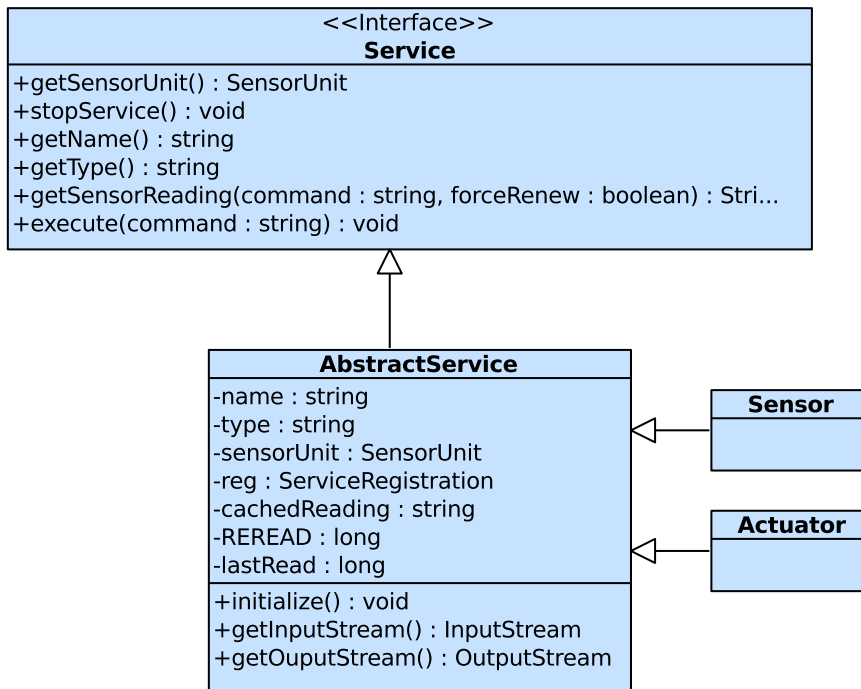 <<Interface>>
Service
+getSensorUnit() : SensorUnit
+stopService() : void
+getName() : string
+getType() : string
+getSensorReading(command : string, forceRenew : boolean) : Stri...
+execute(command : string) : void
AbstractService
-name : string
-type : string
-sensorUnit : SensorUnit
-reg : ServiceRegistration
-cachedReading : string
-REREAD : long
-lastRead : long
+initialize() : void
+getInputStream() : InputStream
+getOuputStream() : OutputStream
Sensor
Actuator